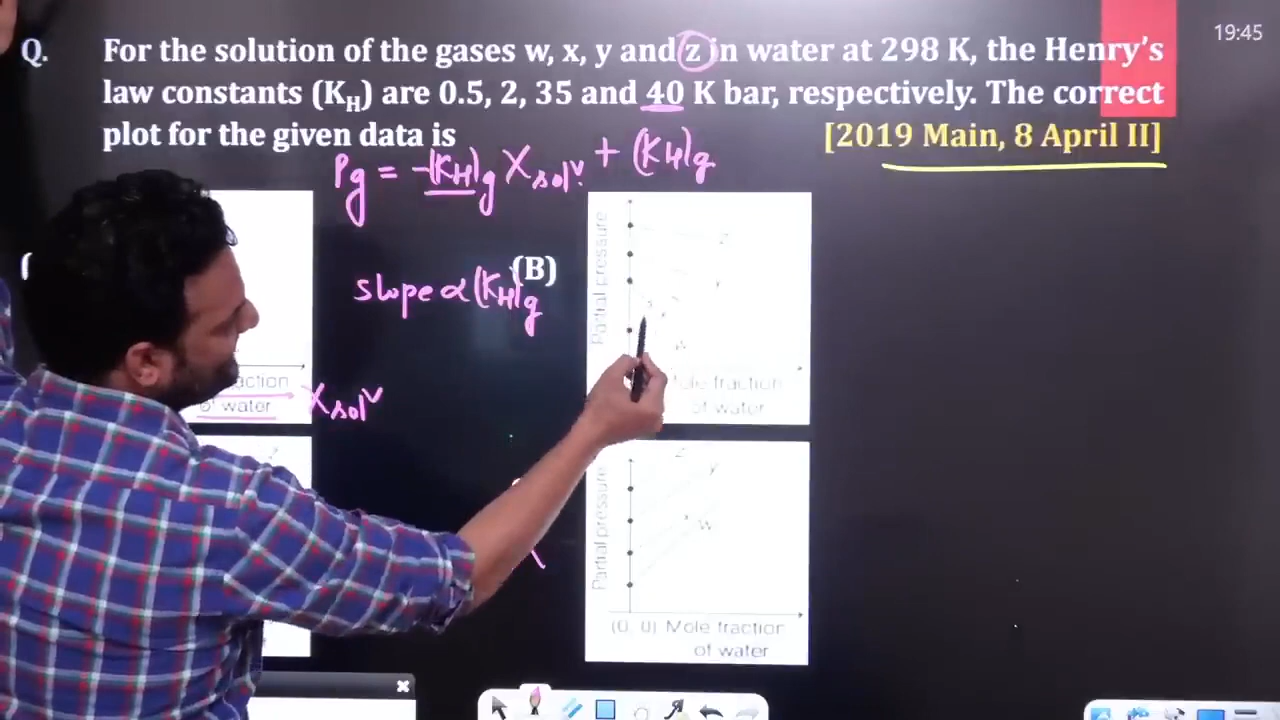 19:45
Q. For the solution of the gases w, x, y and z in water at 298 K, the Henry's
law constants (K_H) are 0.5, 2, 35 and 40 K bar, respectively. The correct
plot for the given data is [2019 Main, 8 April II]
Pg = -(KH)g Xsolv. + (KH)g
slope α (KH)g
(B)
Partial pressure
Mole fraction
of water
of water
Xsolv
Partial pressure
z
y
w
(0, 0) Mole fraction
of water